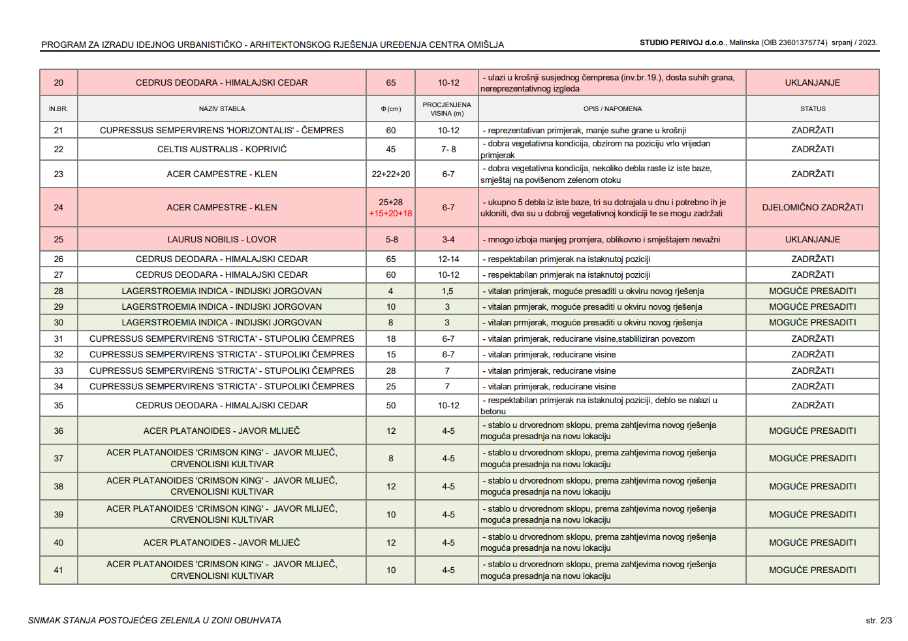 PROGRAM ZA IZRADU IDEJNOG URBANISTIČKO - ARHITEKTONSKOG RJEŠENJA UREĐENJA CENTRA OMIŠLJA
STUDIO PERIVOJ d.o.o., Malinska (OIB 23601375774) srpanj / 2023.
20 CEDRUS DEODARA - HIMALAJSKI CEDAR 65 10-12 - ulazi u krošnji susjednog čempresa (inv.br.19.), dosta suhih grana, UKLANJANJE
nereprezentativnog izgleda
IN.BR. NAZIV STABLA Φ (cm) PROCJENJENA VISINA (m) OPIS / NAPOMENA STATUS
21 CUPRESSUS SEMPERVIRENS 'HORIZONTALIS' - ČEMPRES 60 10-12 - reprezentativan primjerak, manje suhe grane u krošnji ZADRŽATI
22 CELTIS AUSTRALIS - KOPRIVIĆ 45 7- 8 - dobra vegetativna kondicija, obzirom na poziciju vrlo vrijedan ZADRŽATI
primjerak
23 ACER CAMPESTRE - KLEN 22+22+20 6-7 - dobra vegetativna kondicija, nekoliko debla raste iz iste baze, ZADRŽATI
smještaj na povišenom zelenom otoku
24 ACER CAMPESTRE - KLEN 25+28 +15+20+18 6-7 - ukupno 5 debla iz iste baze, tri su dotrajala u dnu i potrebno ih je DJELOMIČNO ZADRŽATI
ukloniti, dva su u dobrojj vegetativnoj kondiciji te se mogu zadržati
25 LAURUS NOBILIS - LOVOR 5-8 3-4 - mnogo izboja manjeg promjera, oblikovno i smještajem nevažni UKLANJANJE
26 CEDRUS DEODARA - HIMALAJSKI CEDAR 65 12-14 - respektabilan primjerak na istaknutoj poziciji ZADRŽATI
27 CEDRUS DEODARA - HIMALAJSKI CEDAR 60 10-12 - respektabilan primjerak na istaknutoj poziciji ZADRŽATI
28 LAGERSTROEMIA INDICA - INDIJSKI JORGOVAN 4 1,5 - vitalan primjerak, moguće presaditi u okviru novog rješenja MOGUĆE PRESADITI
29 LAGERSTROEMIA INDICA - INDIJSKI JORGOVAN 10 3 - vitalan prmjerak, moguće presaditi u okviru novog rješenja MOGUĆE PRESADITI
30 LAGERSTROEMIA INDICA - INDIJSKI JORGOVAN 8 3 - vitalan prmjerak, moguće presaditi u okviru novog rješenja MOGUĆE PRESADITI
31 CUPRESSUS SEMPERVIRENS 'STRICTA' - STUPOLIKI ČEMPRES 18 6-7 - vitalan primjerak, reducirane visine,stabiliziran povezom ZADRŽATI
32 CUPRESSUS SEMPERVIRENS 'STRICTA' - STUPOLIKI ČEMPRES 15 6-7 - vitalan primjerak, reducirane visine ZADRŽATI
33 CUPRESSUS SEMPERVIRENS 'STRICTA' - STUPOLIKI ČEMPRES 28 7 - vitalan primjerak, reducirane visine ZADRŽATI
34 CUPRESSUS SEMPERVIRENS 'STRICTA' - STUPOLIKI ČEMPRES 25 7 - vitalan primjerak, reducirane visine ZADRŽATI
35 CEDRUS DEODARA - HIMALAJSKI CEDAR 50 10-12 - respektabilan primjerak na istaknutoj poziciji, deblo se nalazi u ZADRŽATI
betonu
36 ACER PLATANOIDES - JAVOR MLIJEČ 12 4-5 - stablo u drvorednom sklopu, prema zahtjevima novog rješenja MOGUĆE PRESADITI
moguća presadnja na novu lokaciju
37 ACER PLATANOIDES 'CRIMSON KING' - JAVOR MLIJEČ, CRVENOLISNI KULTIVAR 8 4-5 - stablo u drvorednom sklopu, prema zahtjevima novog rješenja MOGUĆE PRESADITI
moguća presadnja na novu lokaciju
38 ACER PLATANOIDES 'CRIMSON KING' - JAVOR MLIJEČ, CRVENOLISNI KULTIVAR 12 4-5 - stablo u drvorednom sklopu, prema zahtjevima novog rješenja MOGUĆE PRESADITI
moguća presadnja na novu lokaciju
39 ACER PLATANOIDES 'CRIMSON KING' - JAVOR MLIJEČ, CRVENOLISNI KULTIVAR 10 4-5 - stablo u drvorednom sklopu, prema zahtjevima novog rješenja MOGUĆE PRESADITI
moguća presadnja na novu lokaciju
40 ACER PLATANOIDES - JAVOR MLIJEČ 12 4-5 - stablo u drvorednom sklopu, prema zahtjevima novog rješenja MOGUĆE PRESADITI
moguća presadnja na novu lokaciju
41 ACER PLATANOIDES 'CRIMSON KING' - JAVOR MLIJEČ, CRVENOLISNI KULTIVAR 10 4-5 - stablo u drvorednom sklopu, prema zahtjevima novog rješenja MOGUĆE PRESADITI
moguća presadnja na novu lokaciju
SNIMAK STANJA POSTOJEĆEG ZELENILA U ZONI OBUHVATA
str. 2/3